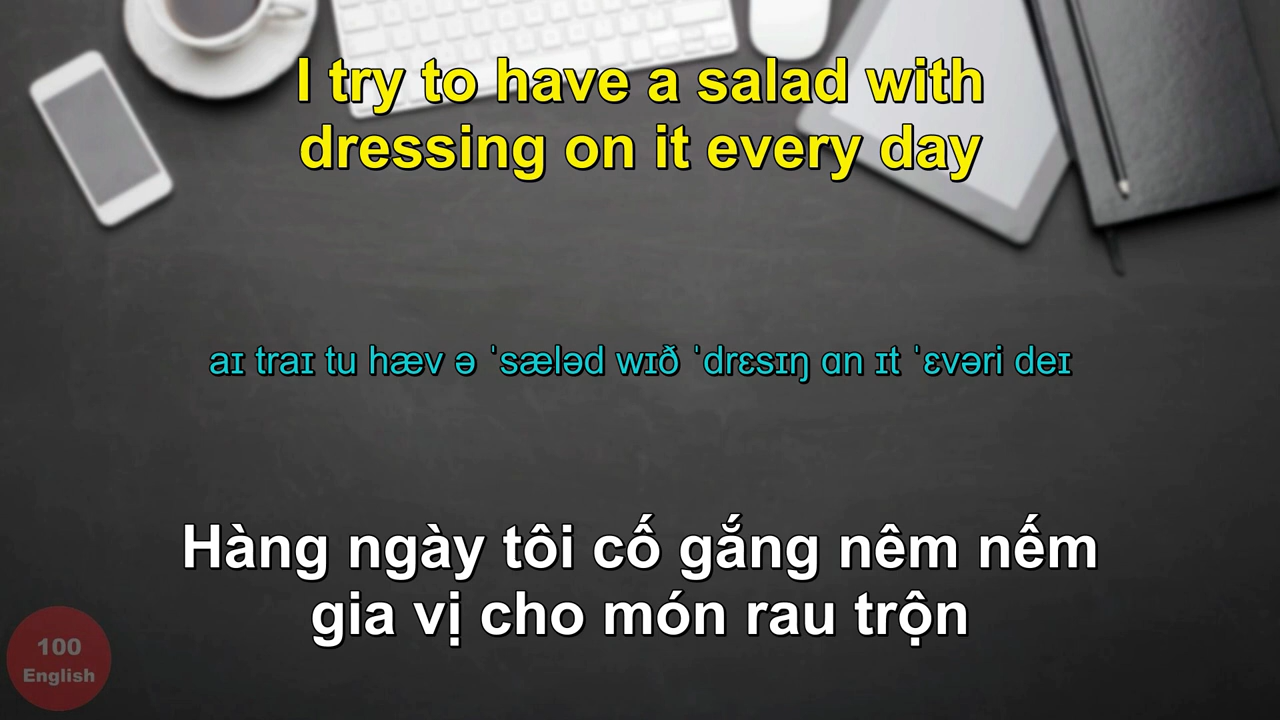 I try to have a salad with
dressing on it every day
aɪ traɪ tu hæv ə ˈsæləd wɪð ˈdrɛsɪŋ ɑn ɪt ˈɛvəri deɪ
Hàng ngày tôi cố gắng nêm nếm
gia vị cho món rau trộn
100
English